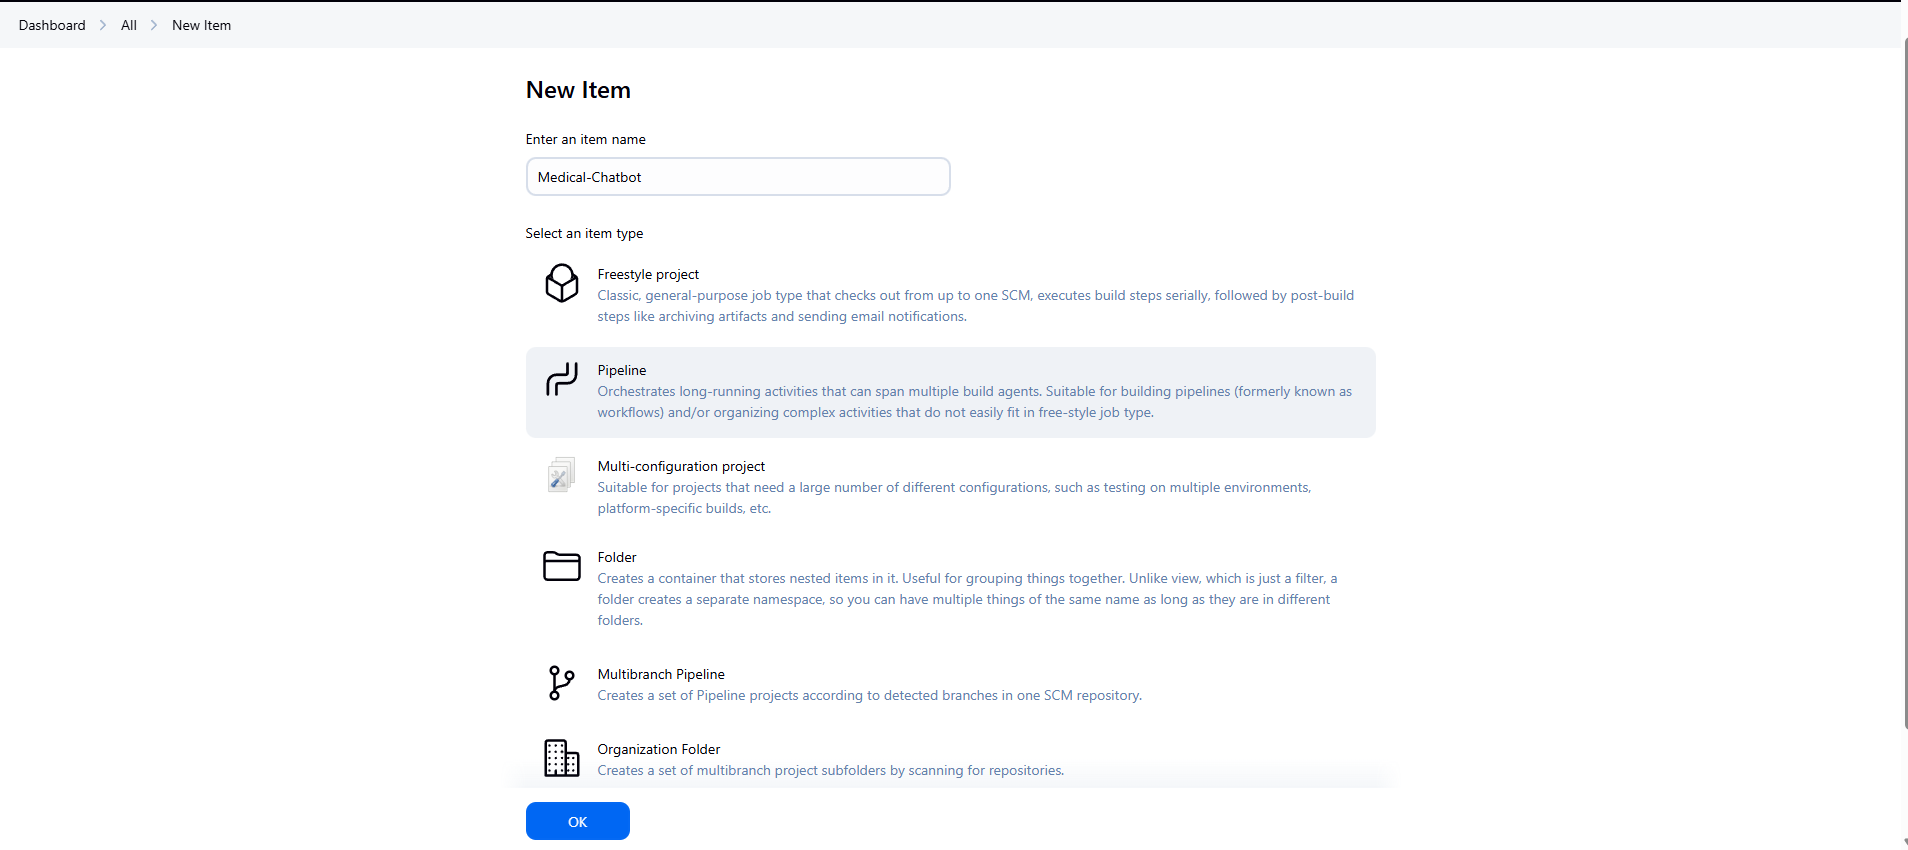 Dashboard > All > New Item
New Item
Enter an item name
Medical-Chatbot
Select an item type
Freestyle project
Classic, general-purpose job type that checks out from up to one SCM, executes build steps serially, followed by post-build
steps like archiving artifacts and sending email notifications.
Pipeline
Orchestrates long-running activities that can span multiple build agents. Suitable for building pipelines (formerly known as
workflows) and/or organizing complex activities that do not easily fit in free-style job type.
Multi-configuration project
Suitable for projects that need a large number of different configurations, such as testing on multiple environments,
platform-specific builds, etc.
Folder
Creates a container that stores nested items in it. Useful for grouping things together. Unlike view, which is just a filter, a
folder creates a separate namespace, so you can have multiple things of the same name as long as they are in different
folders.
Multibranch Pipeline
Creates a set of Pipeline projects according to detected branches in one SCM repository.
Organization Folder
Creates a set of multibranch project subfolders by scanning for repositories.
OK